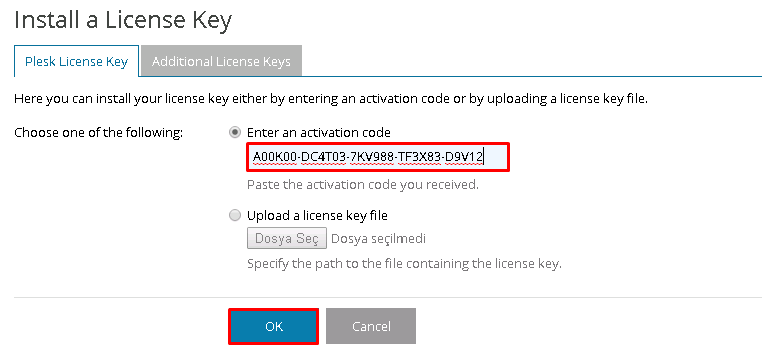 Install a License Key
Plesk License Key
Additional License Keys
Here you can install your license key either by entering an activation code or by uploading a license key file.
Choose one of the following:
Enter an activation code
A00K00-DC4T03-7KV988-TF3X83-D9V12
Paste the activation code you received.
Upload a license key file
Dosya Seç Dosya seçilmedi
Specify the path to the file containing the license key.
OK
Cancel